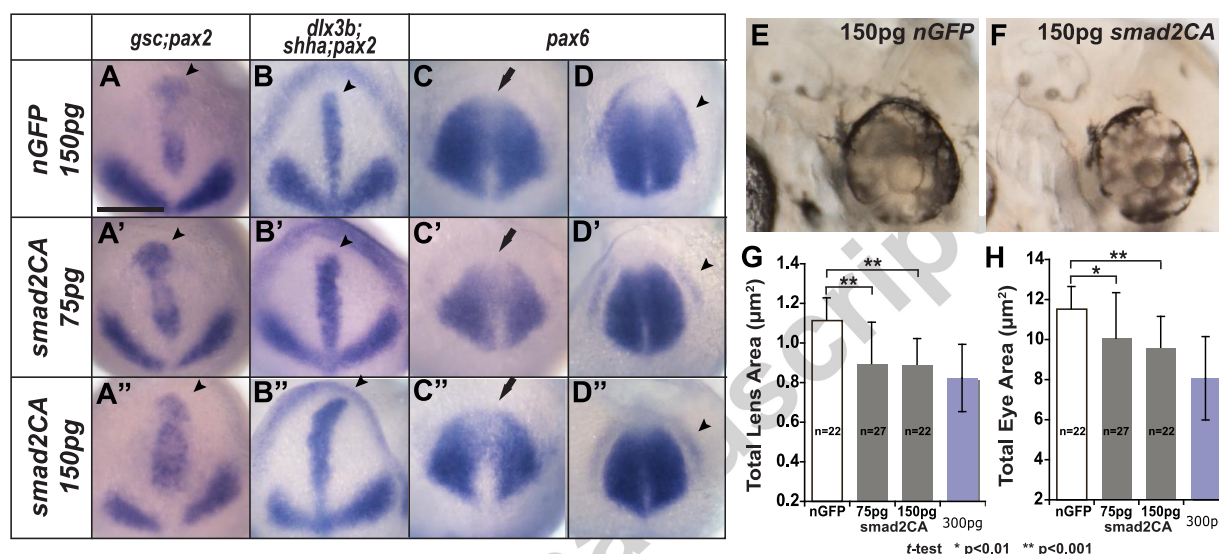 gsc;pax2
dlx3b;
shha;pax2
pax6
nGFP
150pg
A
B
C
D
smad2CA
75pg
A'
B'
C'
D'
smad2CA
150pg
A''
B''
C''
D''
E
150pg nGFP
F
150pg smad2CA
G
Total Lens Area (µm²)
1.4
1.2
1.0
0.8
0.6
0.4
0.2
**
**
n=22
n=27
n=22
nGFP
75pg
150pg
300pg
smad2CA
H
Total Eye Area (µm²)
14
12
10
8
6
4
2
**
*
n=22
n=27
n=22
nGFP
75pg
150pg
300p
smad2CA
t-test * p<0.01 ** p<0.001